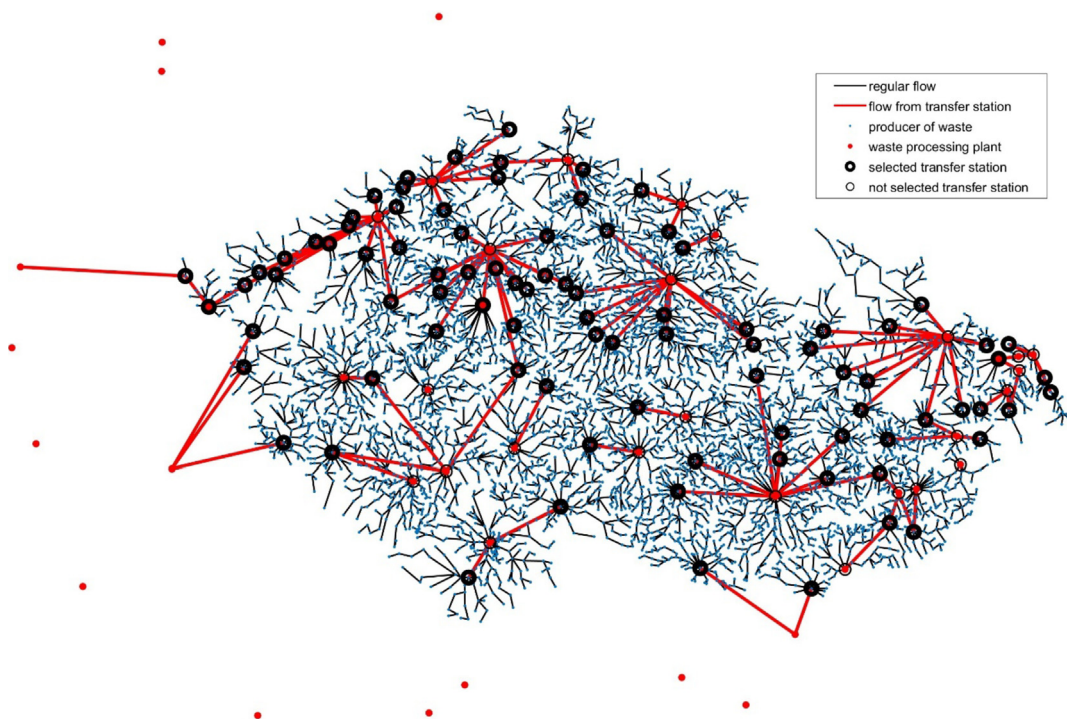 regular flow
flow from transfer station
producer of waste
waste processing plant
selected transfer station
not selected transfer station